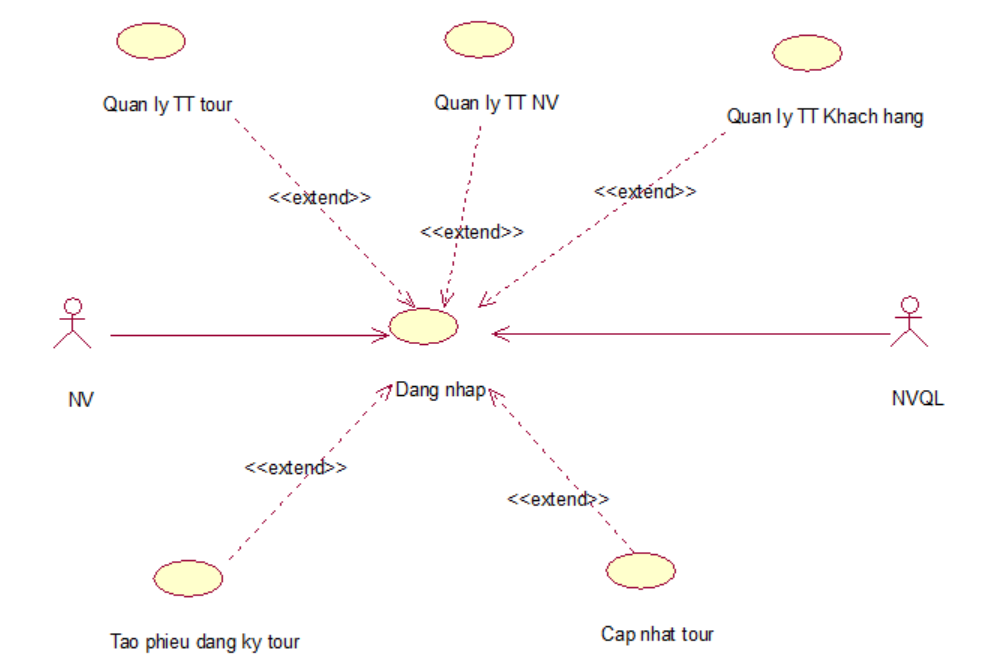 Quan ly TT tour
Quan ly TT NV
Quan ly TT Khach hang
<<extend>>
<<extend>>
<<extend>>
NV
Dang nhap
NVQL
<<extend>>
<<extend>>
Tao phieu dang ky tour
Cap nhat tour